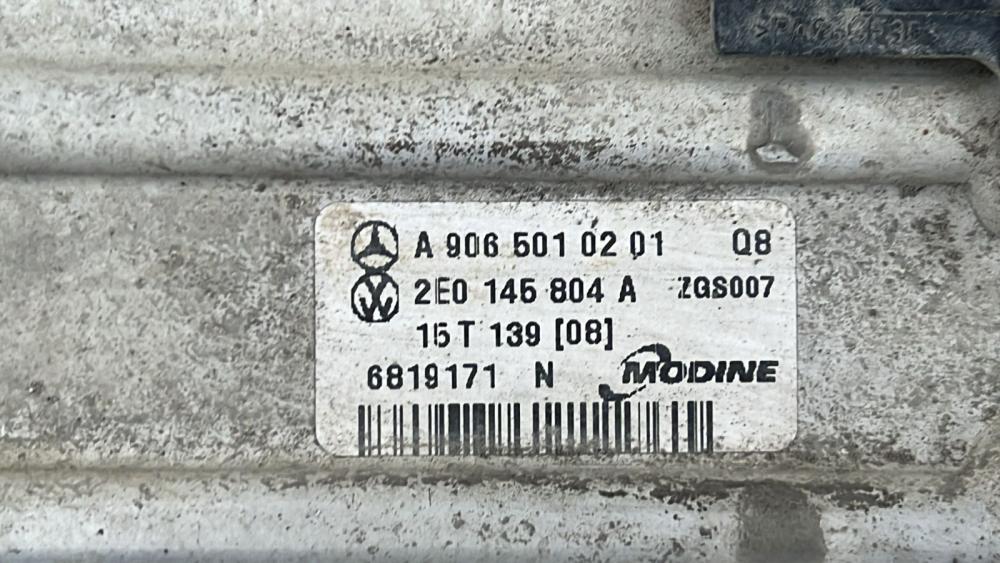 A 906 501 02 01 Q8
2E0 145 804 A ZGS007
15 T 139 [08]
6819171 N MODINE